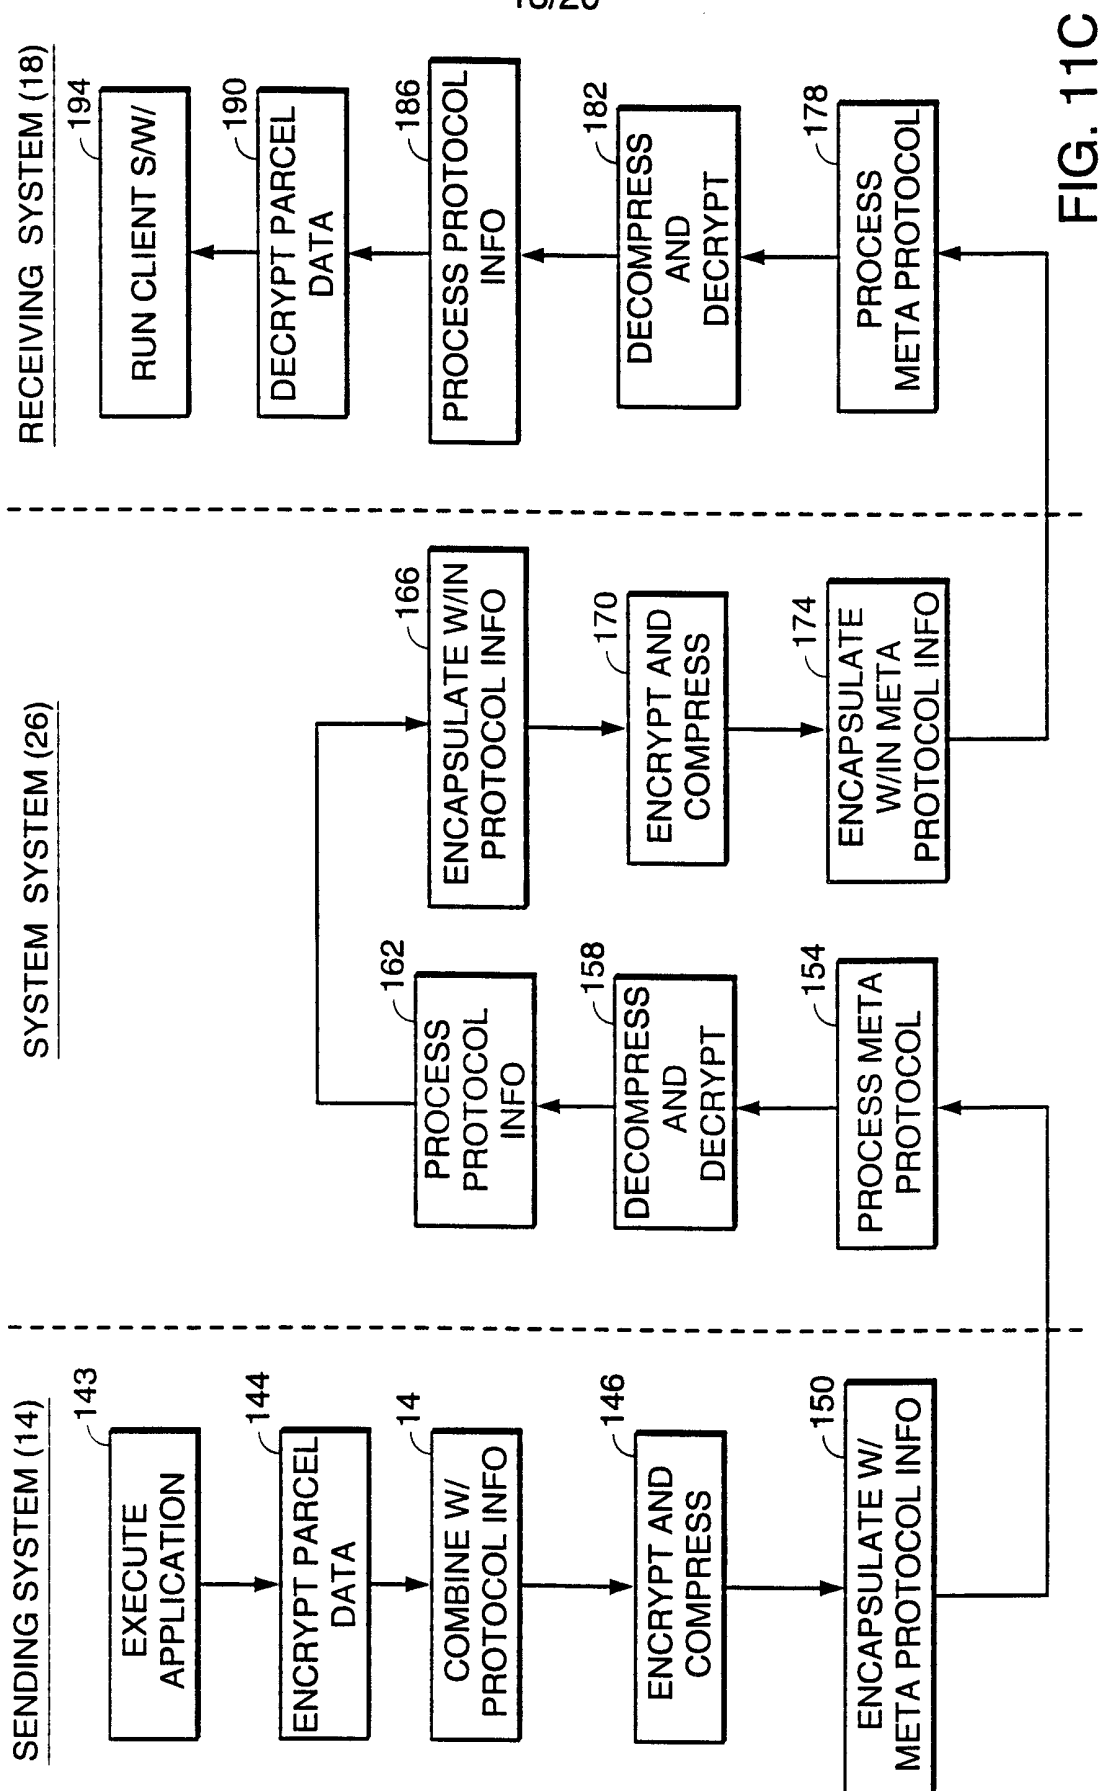 SENDING SYSTEM (14)
143
EXECUTE
APPLICATION
144
ENCRYPT PARCEL
DATA
14
COMBINE W/
PROTOCOL INFO
146
ENCRYPT AND
COMPRESS
150
ENCAPSULATE W/
META PROTOCOL INFO
SYSTEM SYSTEM (26)
162
PROCESS
PROTOCOL
INFO
158
DECOMPRESS
AND
DECRYPT
154
PROCESS META
PROTOCOL
166
ENCAPSULATE W/IN
PROTOCOL INFO
170
ENCRYPT AND
COMPRESS
174
ENCAPSULATE
W/IN META
PROTOCOL INFO
RECEIVING SYSTEM (18)
194
RUN CLIENT S/W/
190
DECRYPT PARCEL
DATA
186
PROCESS PROTOCOL
INFO
182
DECOMPRESS
AND
DECRYPT
178
PROCESS
META PROTOCOL
FIG. 11C